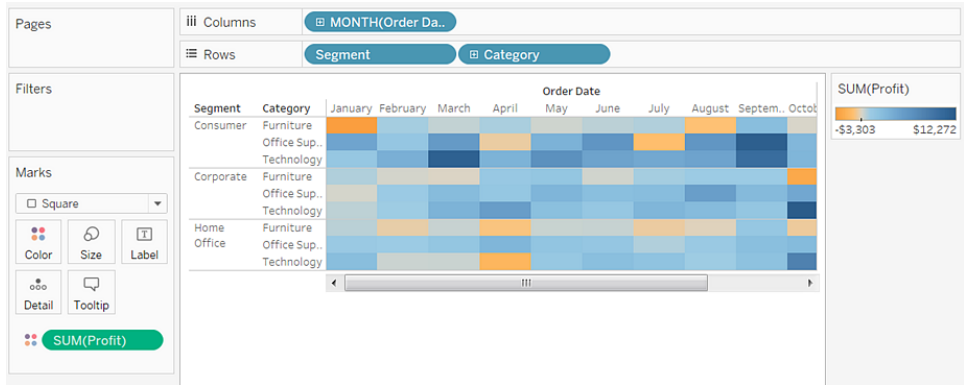 Pages
Columns
MONTH(Order Da..
Rows
Segment
Category
Filters
Order Date
Segment Category January February March April May June July August Septem.. Octob
Consumer Furniture
Office Sup..
Technology
Corporate Furniture
Office Sup..
Technology
Home Office Furniture
Office Sup..
Technology
SUM(Profit)
-$3,303 $12,272
Marks
Square
Color Size Label
Detail Tooltip
SUM(Profit)